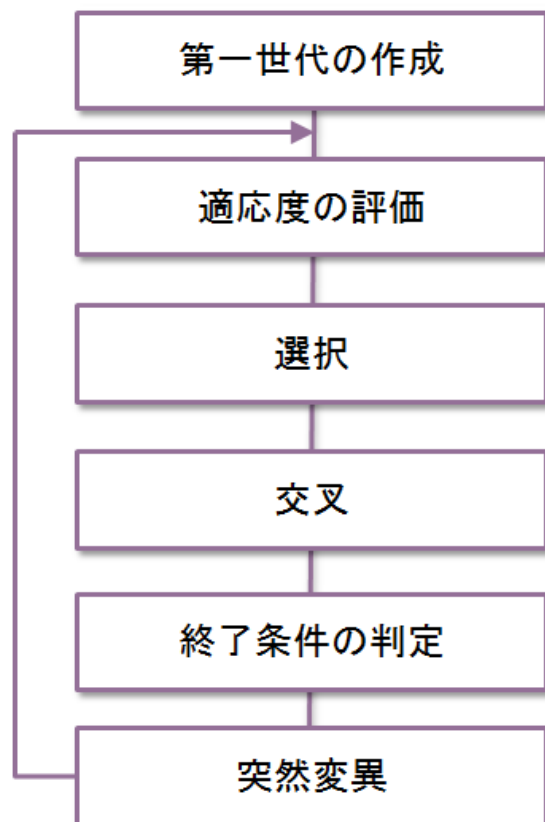 第一世代の作成
適応度の評価
選択
交叉
終了条件の判定
突然変異